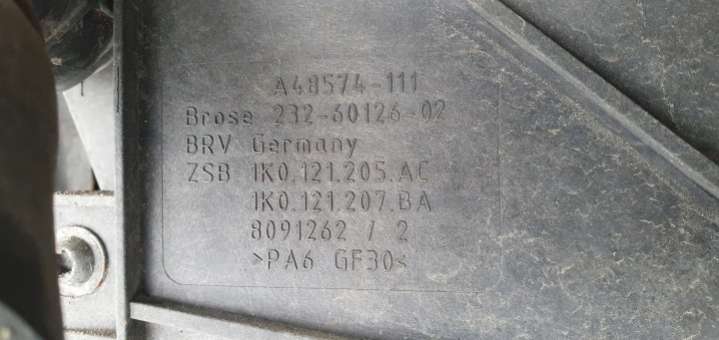 A48574-111
Brose 232-60126-02
BRV Germany
ZSB 1K0.121.205.AC
1K0.121.207.BA
8091262 / 2
>PA6 GF30<